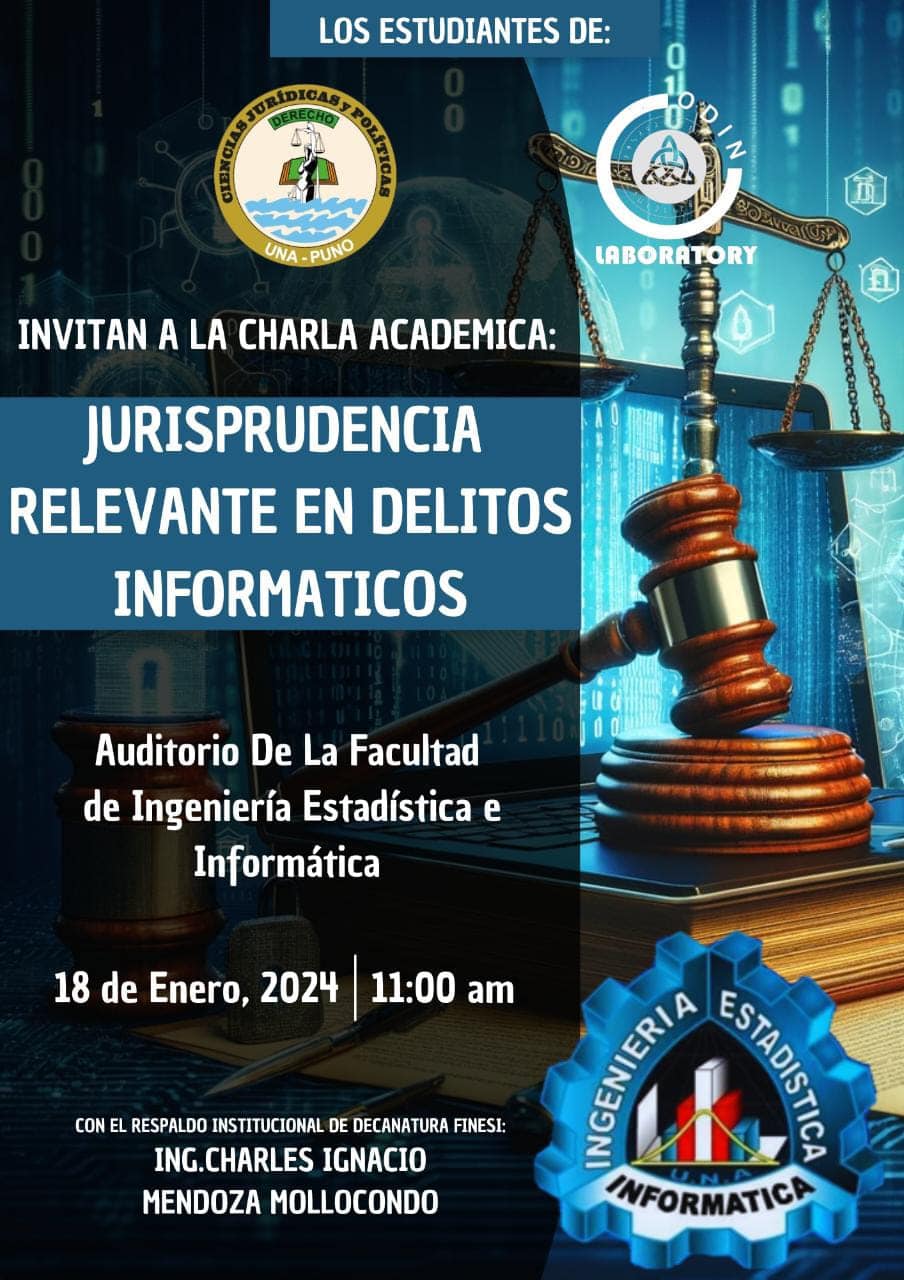 LOS ESTUDIANTES DE:
CIENCIAS JURÍDICAS y POLÍTICAS
DERECHO
UNA - PUNO
ODIN
LABORATORY
INVITAN A LA CHARLA ACADEMICA:
JURISPRUDENCIA
RELEVANTE EN DELITOS
INFORMATICOS
Auditorio De La Facultad
de Ingeniería Estadística e
Informática
18 de Enero, 2024 | 11:00 am
CON EL RESPALDO INSTITUCIONAL DE DECANATURA FINESI:
ING.CHARLES IGNACIO
MENDOZA MOLLOCONDO
INGENIERIA ESTADISTICA
U.N.A
INFORMATICA